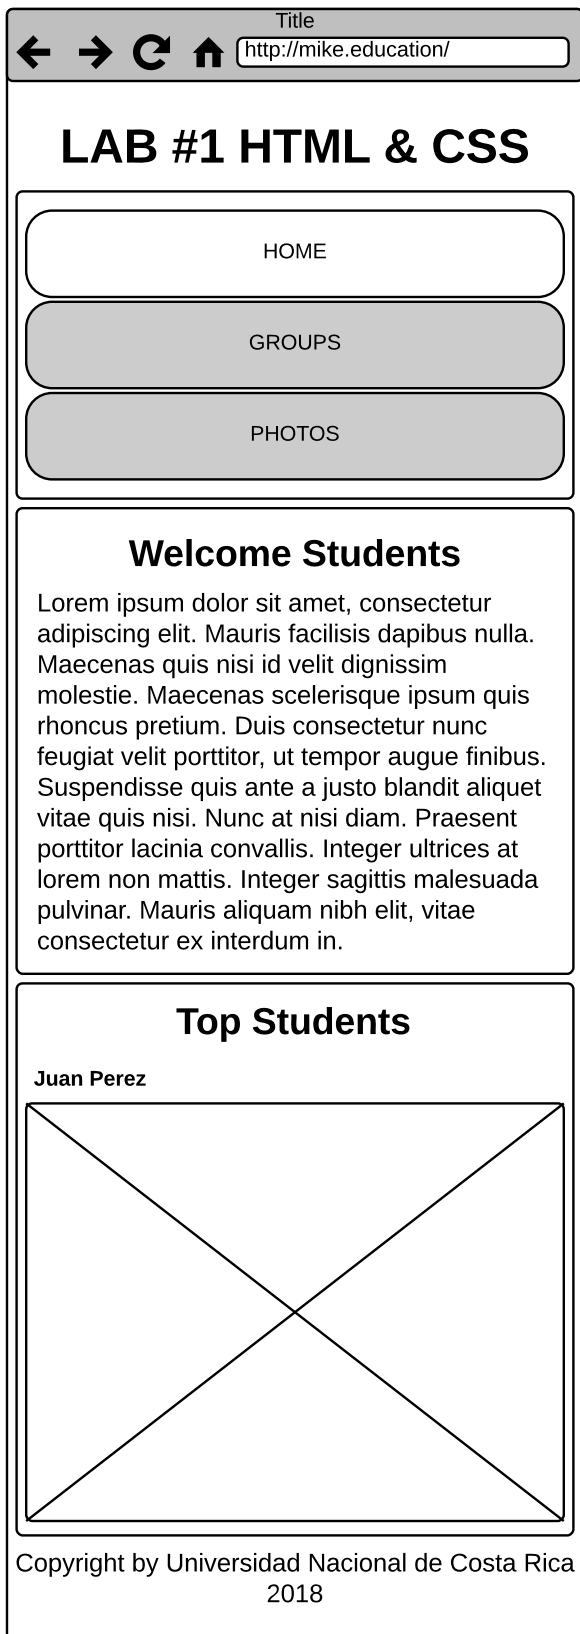 Title
http://mike.education/
LAB #1 HTML & CSS
HOME
GROUPS
PHOTOS
Welcome Students
Lorem ipsum dolor sit amet, consectetur
adipiscing elit. Mauris facilisis dapibus nulla.
Maecenas quis nisi id velit dignissim
molestie. Maecenas scelerisque ipsum quis
rhoncus pretium. Duis consectetur nunc
feugiat velit porttitor, ut tempor augue finibus.
Suspendisse quis ante a justo blandit aliquet
vitae quis nisi. Nunc at nisi diam. Praesent
porttitor lacinia convallis. Integer ultrices at
lorem non mattis. Integer sagittis malesuada
pulvinar. Mauris aliquam nibh elit, vitae
consectetur ex interdum in.
Top Students
Juan Perez
Copyright by Universidad Nacional de Costa Rica
2018